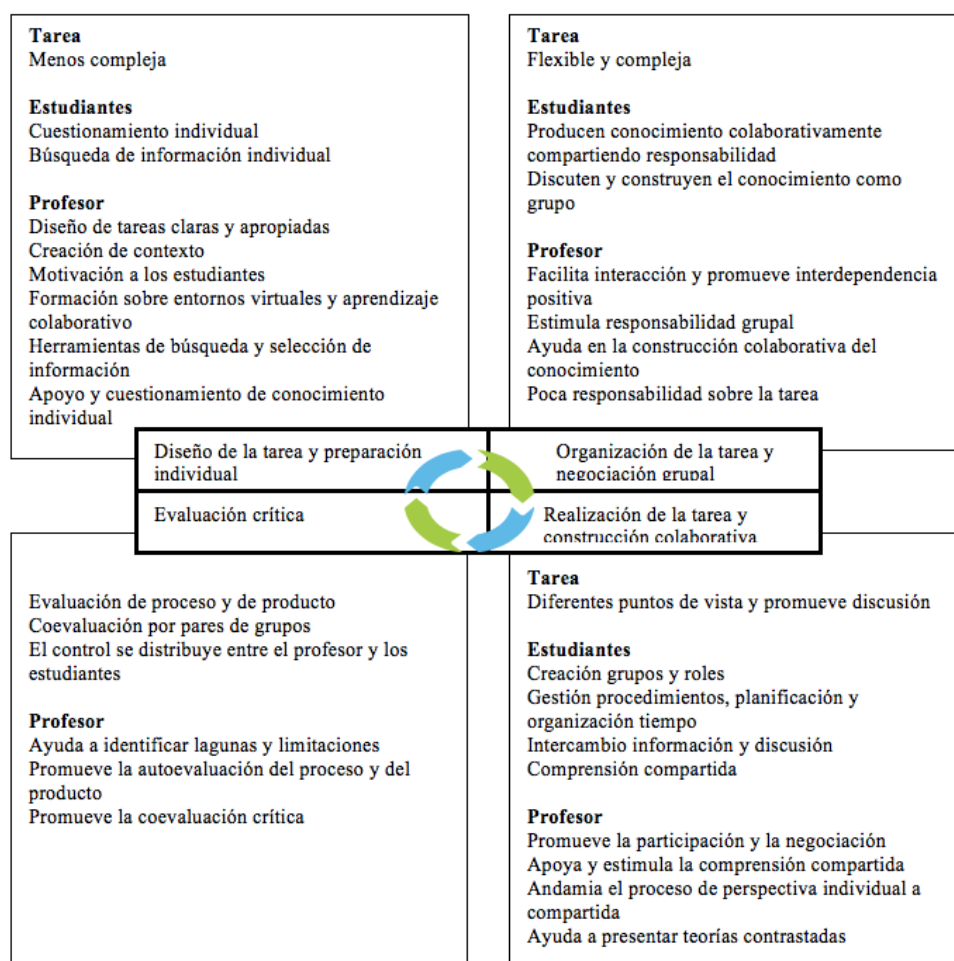 Tarea
Menos compleja
Estudiantes
Cuestionamiento individual
Búsqueda de información individual
Profesor
Diseño de tareas claras y apropiadas
Creación de contexto
Motivación a los estudiantes
Formación sobre entornos virtuales y aprendizaje
colaborativo
Herramientas de búsqueda y selección de
información
Apoyo y cuestionamiento de conocimiento
individual
Tarea
Flexible y compleja
Estudiantes
Producen conocimiento colaborativamente
compartiendo responsabilidad
Discuten y construyen el conocimiento como
grupo
Profesor
Facilita interacción y promueve interdependencia
positiva
Estimula responsabilidad grupal
Ayuda en la construcción colaborativa del
conocimiento
Poca responsabilidad sobre la tarea
Diseño de la tarea y preparación
individual
Organización de la tarea y
negociación grupal
Evaluación crítica
Realización de la tarea y
construcción colaborativa
Evaluación de proceso y de producto
Coevaluación por pares de grupos
El control se distribuye entre el profesor y los
estudiantes
Profesor
Ayuda a identificar lagunas y limitaciones
Promueve la autoevaluación del proceso y del
producto
Promueve la coevaluación crítica
Tarea
Diferentes puntos de vista y promueve discusión
Estudiantes
Creación grupos y roles
Gestión procedimientos, planificación y
organización tiempo
Intercambio información y discusión
Comprensión compartida
Profesor
Promueve la participación y la negociación
Apoya y estimula la comprensión compartida
Andamia el proceso de perspectiva individual a
compartida
Ayuda a presentar teorías contrastadas